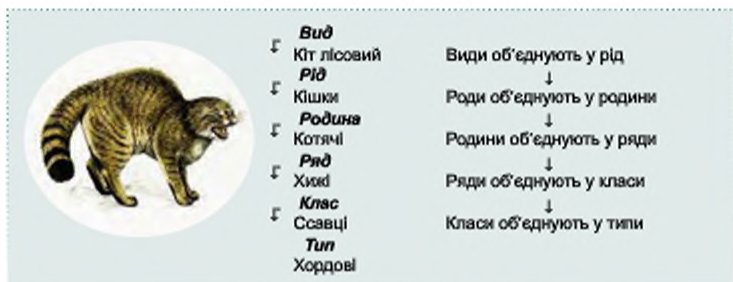 Вид
Кіт лісовий
Рід
Кішки
Родина
Котячі
Ряд
Хижі
Клас
Ссавці
Тип
Хордові
Види об'єднують у рід
Роди об'єднують у родини
Родини об'єднують у ряди
Ряди об'єднують у класи
Класи об'єднують у типи